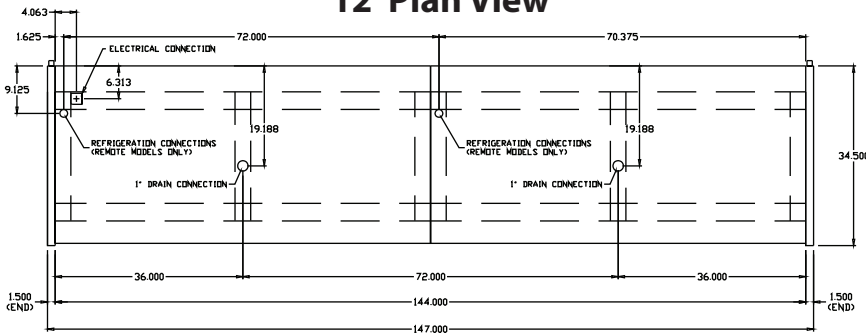 12' Plan View
4.063
1.625
72.000
70.375
ELECTRICAL CONNECTION
9.125
6.313
19.188
19.188
REFRIGERATION CONNECTIONS
(REMOTE MODELS ONLY)
REFRIGERATION CONNECTIONS
(REMOTE MODELS ONLY)
34.500
1" DRAIN CONNECTION
1" DRAIN CONNECTION
36.000
72.000
36.000
1.500
(END)
144.000
1.500
(END)
147.000